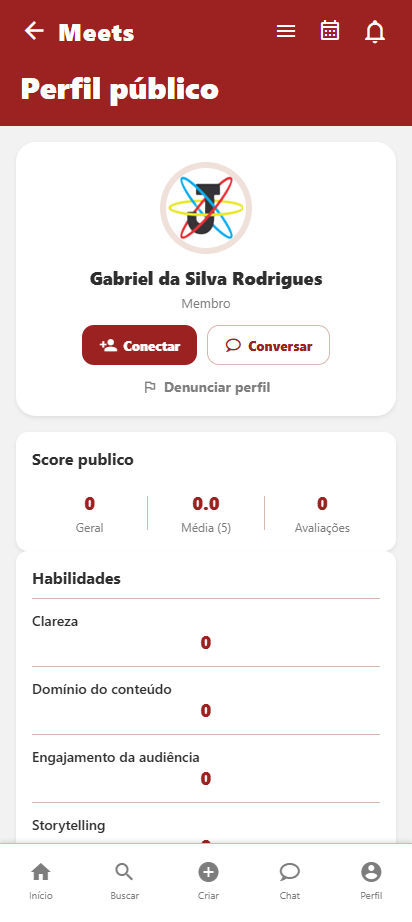 Meets
Perfil público
J
Gabriel da Silva Rodrigues
Membro
Conectar
Conversar
Denunciar perfil
Score publico
0
0.0
0
Geral
Média (5)
Avaliações
Habilidades
Clareza
0
Domínio do conteúdo
0
Engajamento da audiência
0
Storytelling
Início
Buscar
Criar
Chat
Perfil